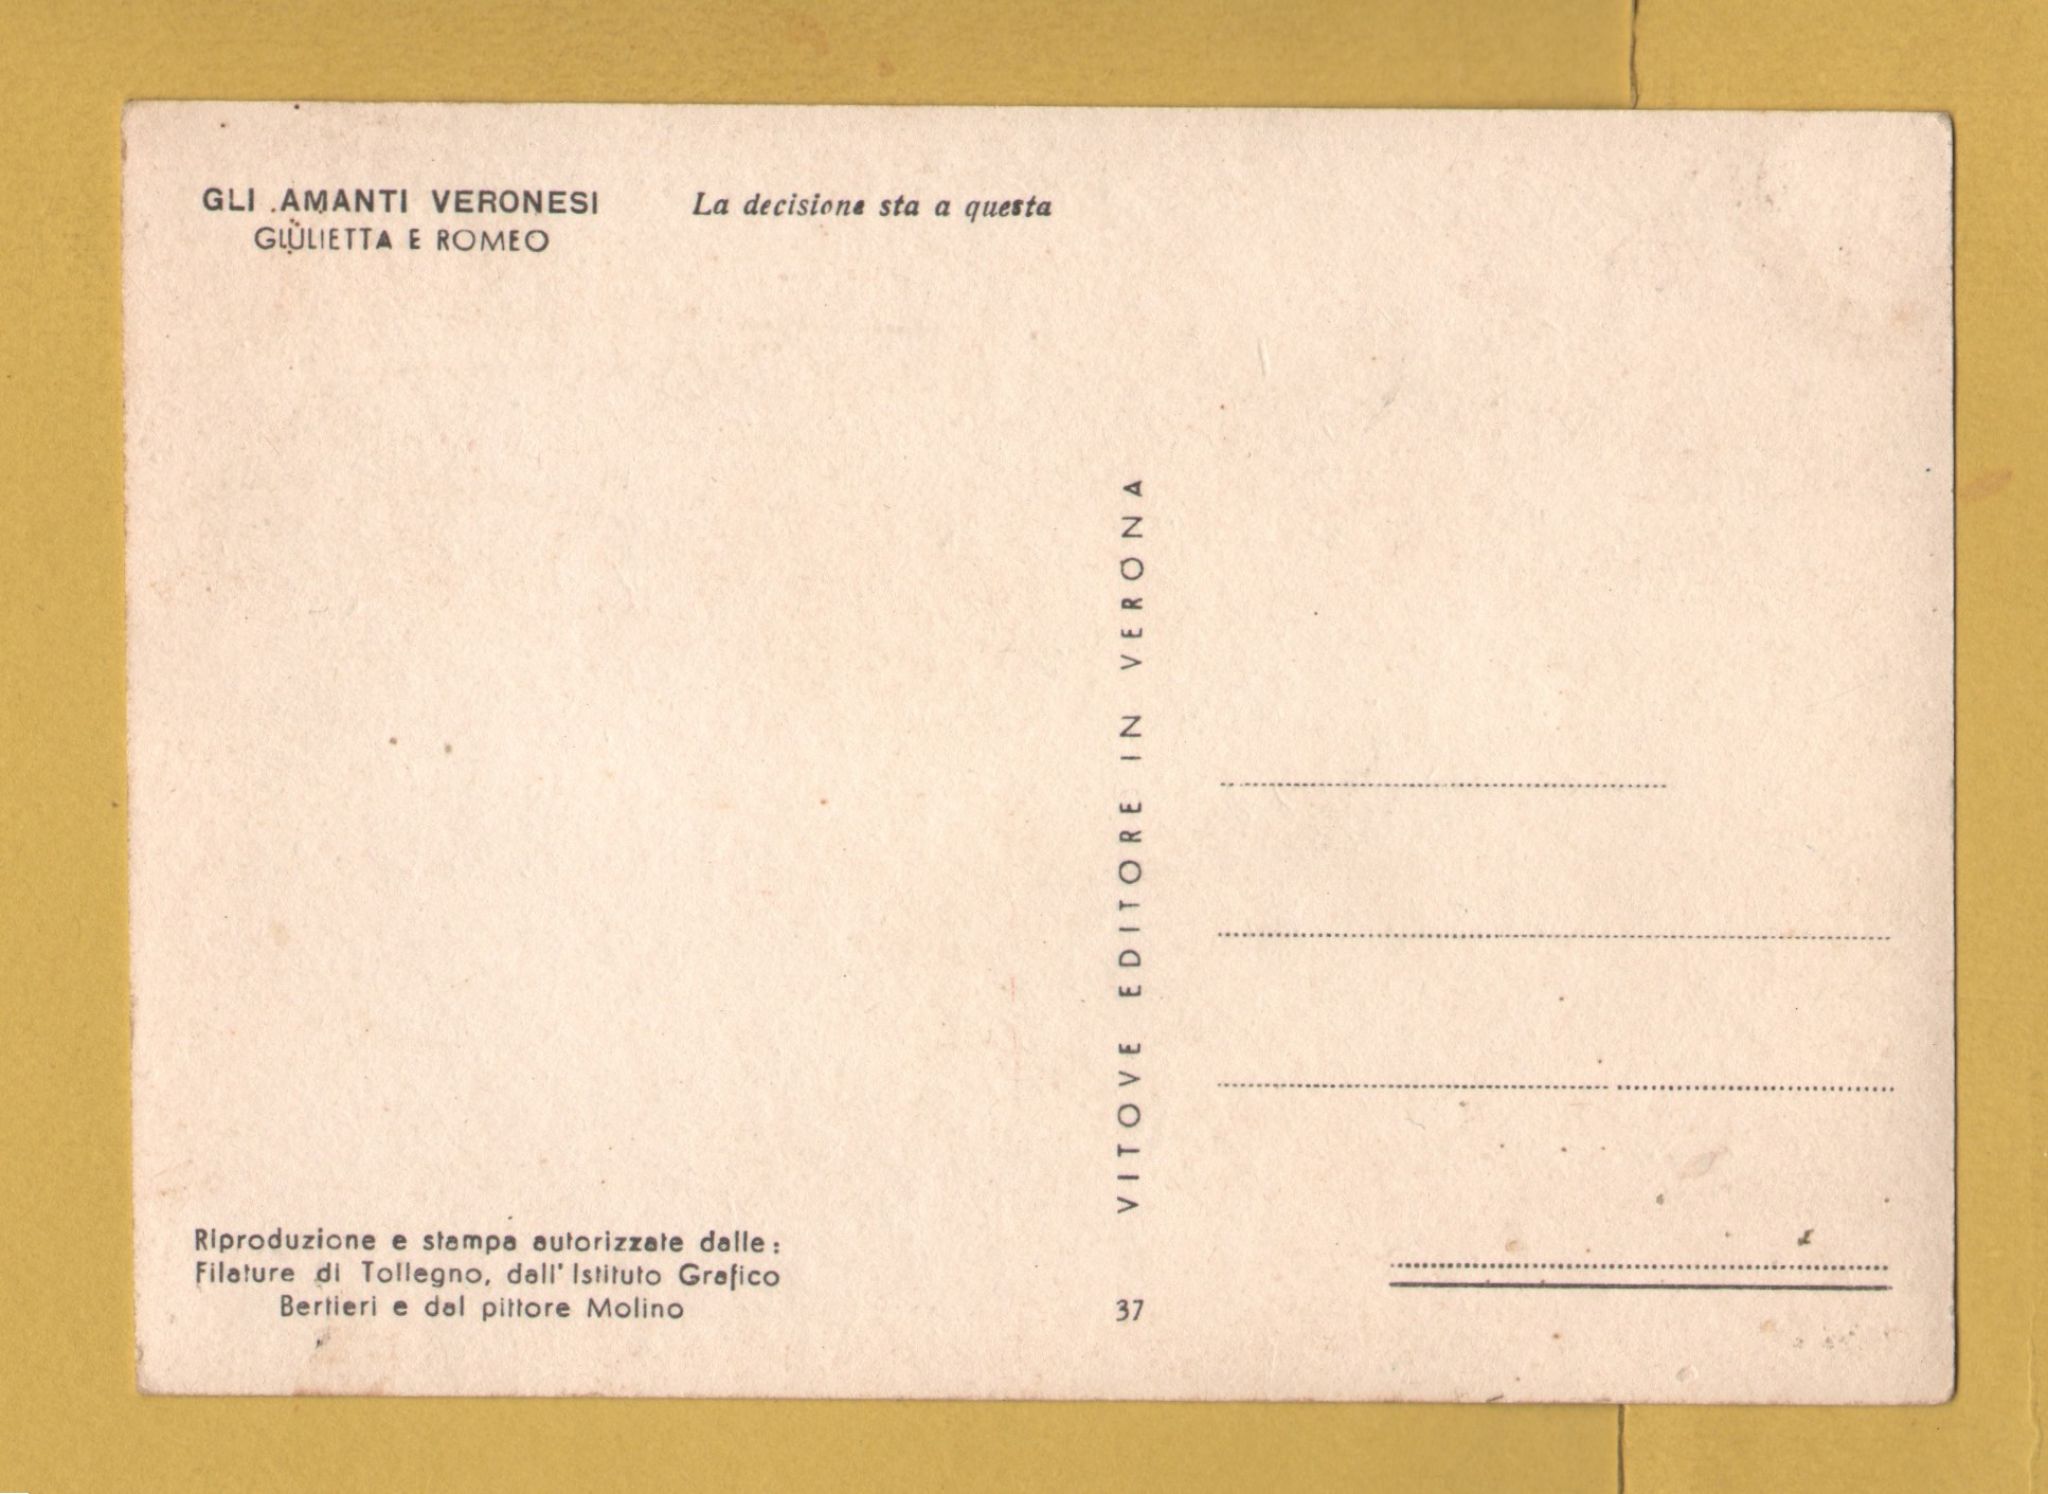 GLI AMANTI VERONESI
GIULIETTA E ROMEO
La decisione sta a questa
VITOVE EDITORE IN VERONA
Riproduzione e stampa autorizzate dalle:
Filature di Tollegno, dall' Istituto Grafico
Bertieri e dal pittore Molino
37